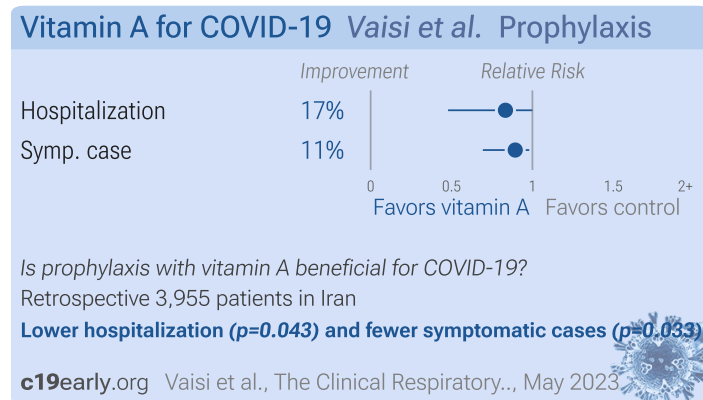 Vitamin A for COVID-19 Vaisi et al. Prophylaxis
Improvement Relative Risk
Hospitalization 17%
Symp. case 11%
0 0.5 1 1.5 2+
Favors vitamin A Favors control
Is prophylaxis with vitamin A beneficial for COVID-19?
Retrospective 3,955 patients in Iran
Lower hospitalization (p=0.043) and fewer symptomatic cases (p=0.033)
c19early.org Vaisi et al., The Clinical Respiratory.., May 2023